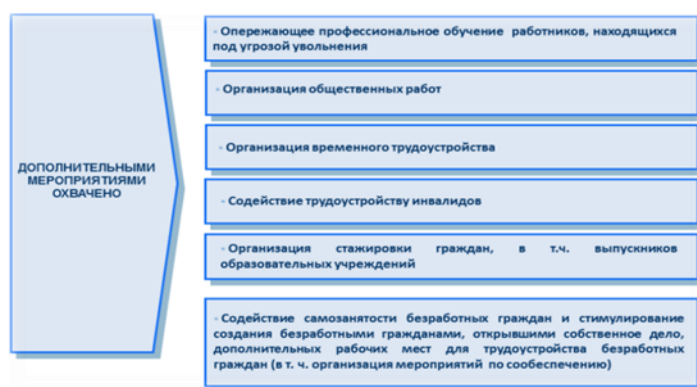 ДОПОЛНИТЕЛЬНЫМИ
МЕРОПРИЯТИЯМИ
ОХВАЧЕНО
- Опережающее профессиональное обучение работников, находящихся
под угрозой увольнения
- Организация общественных работ
- Организация временного трудоустройства
- Содействие трудоустройству инвалидов
- Организация стажировки граждан, в т.ч. выпускников
образовательных учреждений
- Содействие самозанятости безработных граждан и стимулирование
создания безработными гражданами, открывшими собственное дело,
дополнительных рабочих мест для трудоустройства безработных
граждан (в т. ч. организация мероприятий по сообеспечению)